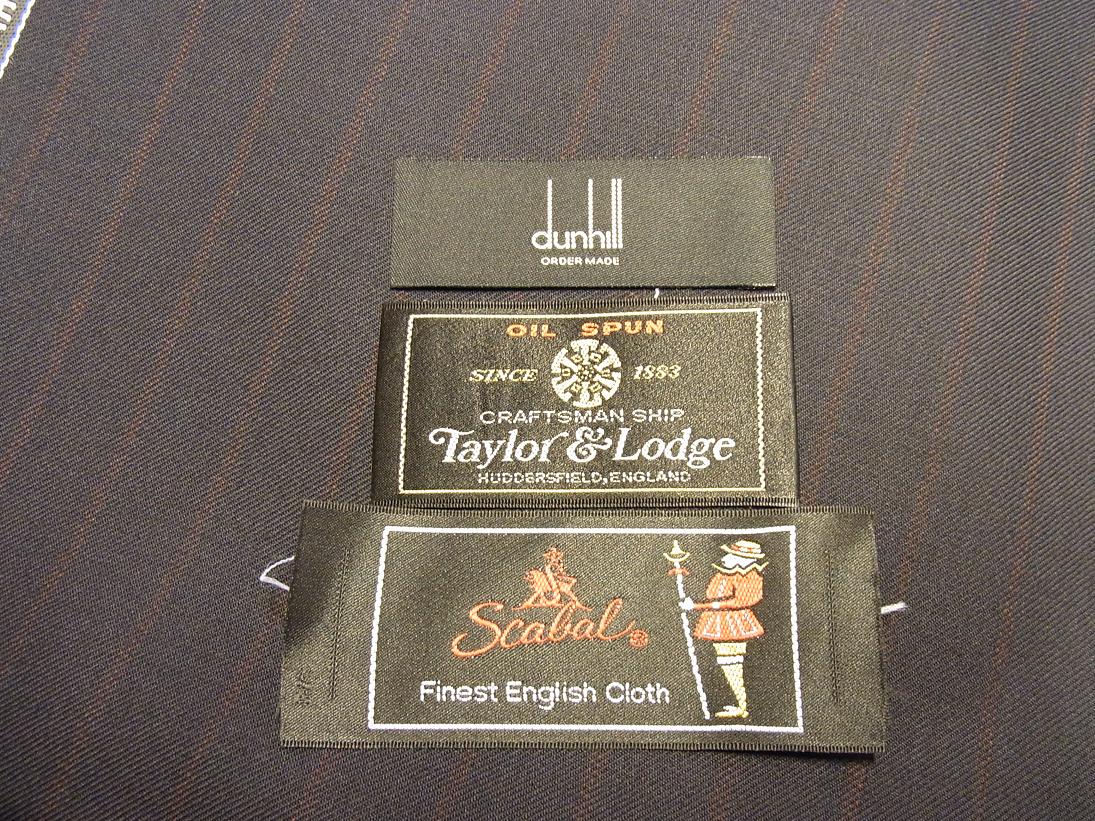 dunhill
ORDER MADE
OIL SPUN
SINCE 1883
CRAFTSMAN SHIP
Taylor & Lodge
HUDDERSFIELD, ENGLAND
Scabal®
Finest English Cloth